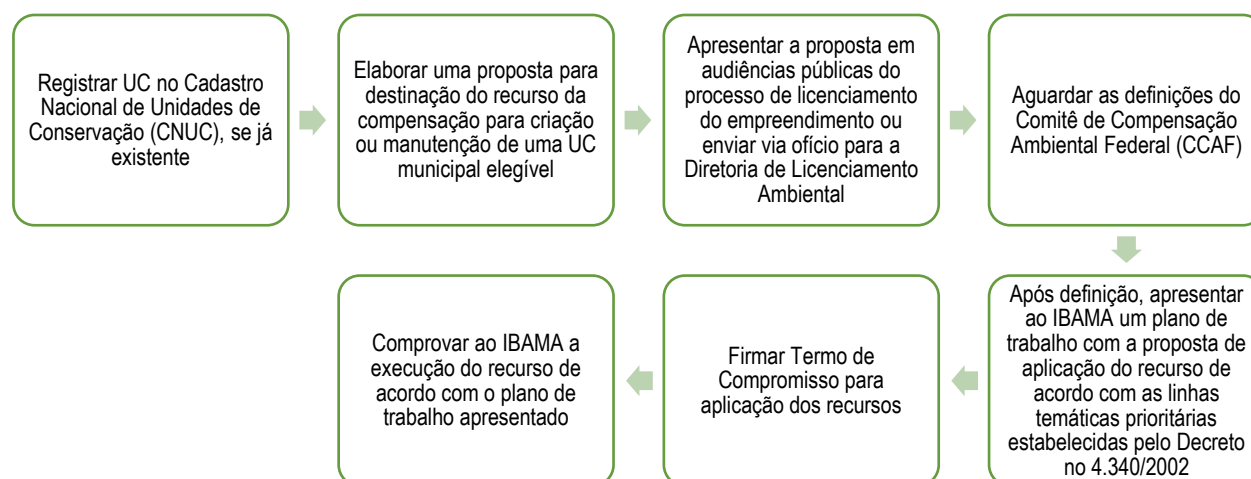 Registrar UC no Cadastro
Nacional de Unidades de
Conservação (CNUC), se já
existente
Elaborar uma proposta para
destinação do recurso da
compensação para criação
ou manutenção de uma UC
municipal elegível
Apresentar a proposta em
audiências públicas do
processo de licenciamento
do empreendimento ou
enviar via ofício para a
Diretoria de Licenciamento
Ambiental
Aguardar as definições do
Comitê de Compensação
Ambiental Federal (CCAF)
Após definição, apresentar
ao IBAMA um plano de
trabalho com a proposta de
aplicação do recurso de
acordo com as linhas
temáticas prioritárias
estabelecidas pelo Decreto
no 4.340/2002
Firmar Termo de
Compromisso para
aplicação dos recursos
Comprovar ao IBAMA a
execução do recurso de
acordo com o plano de
trabalho apresentado